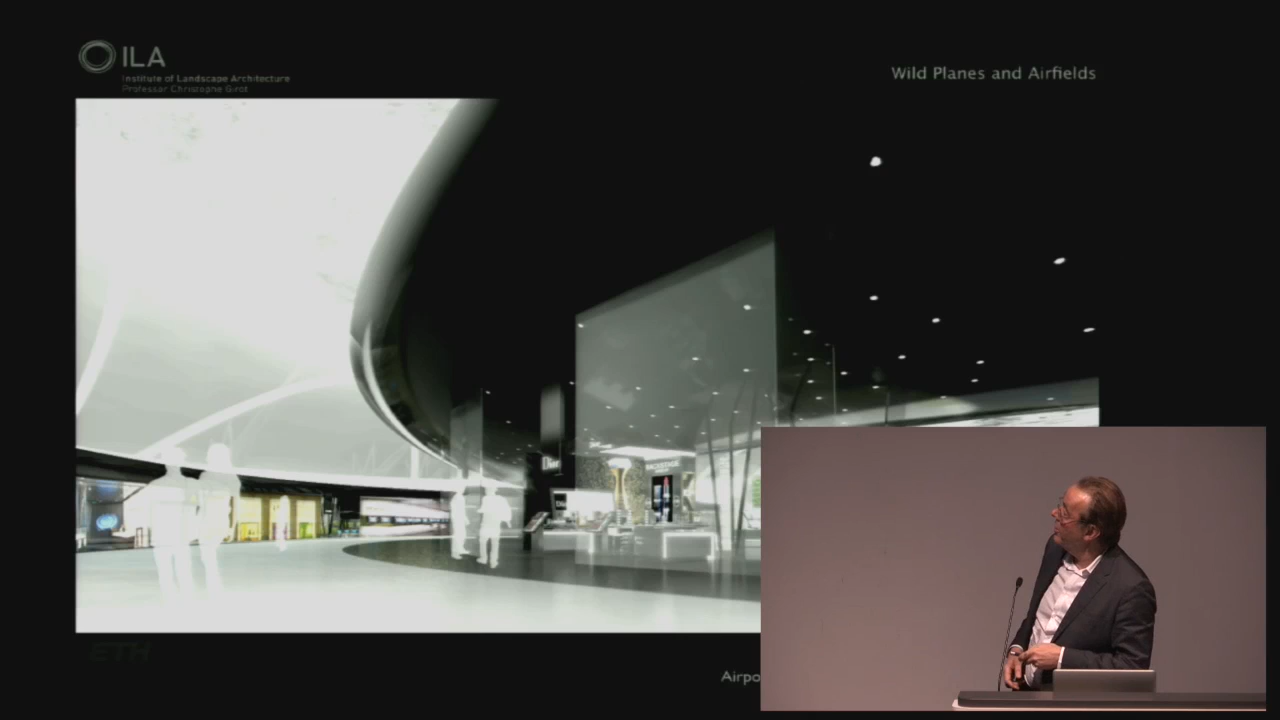 ILA
Wild Planes and Airfields
Institute of Landscape Architecture
Professor Christophe Girot
ETH
Airpo